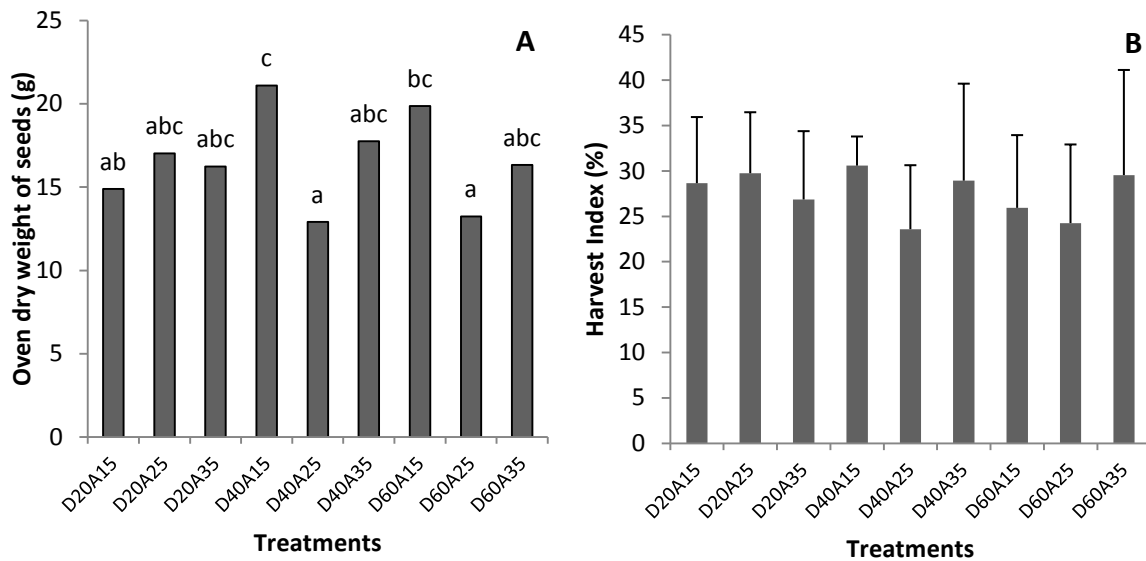 A
Oven dry weight of seeds (g)
25
20
15
10
5
0
ab
abc
abc
c
a
abc
bc
a
abc
D20A15
D20A25
D20A35
D40A15
D40A25
D40A35
D60A15
D60A25
D60A35
Treatments
B
Harvest Index (%)
45
40
35
30
25
20
15
10
5
0
D20A15
D20A25
D20A35
D40A15
D40A25
D40A35
D60A15
D60A25
D60A35
Treatments